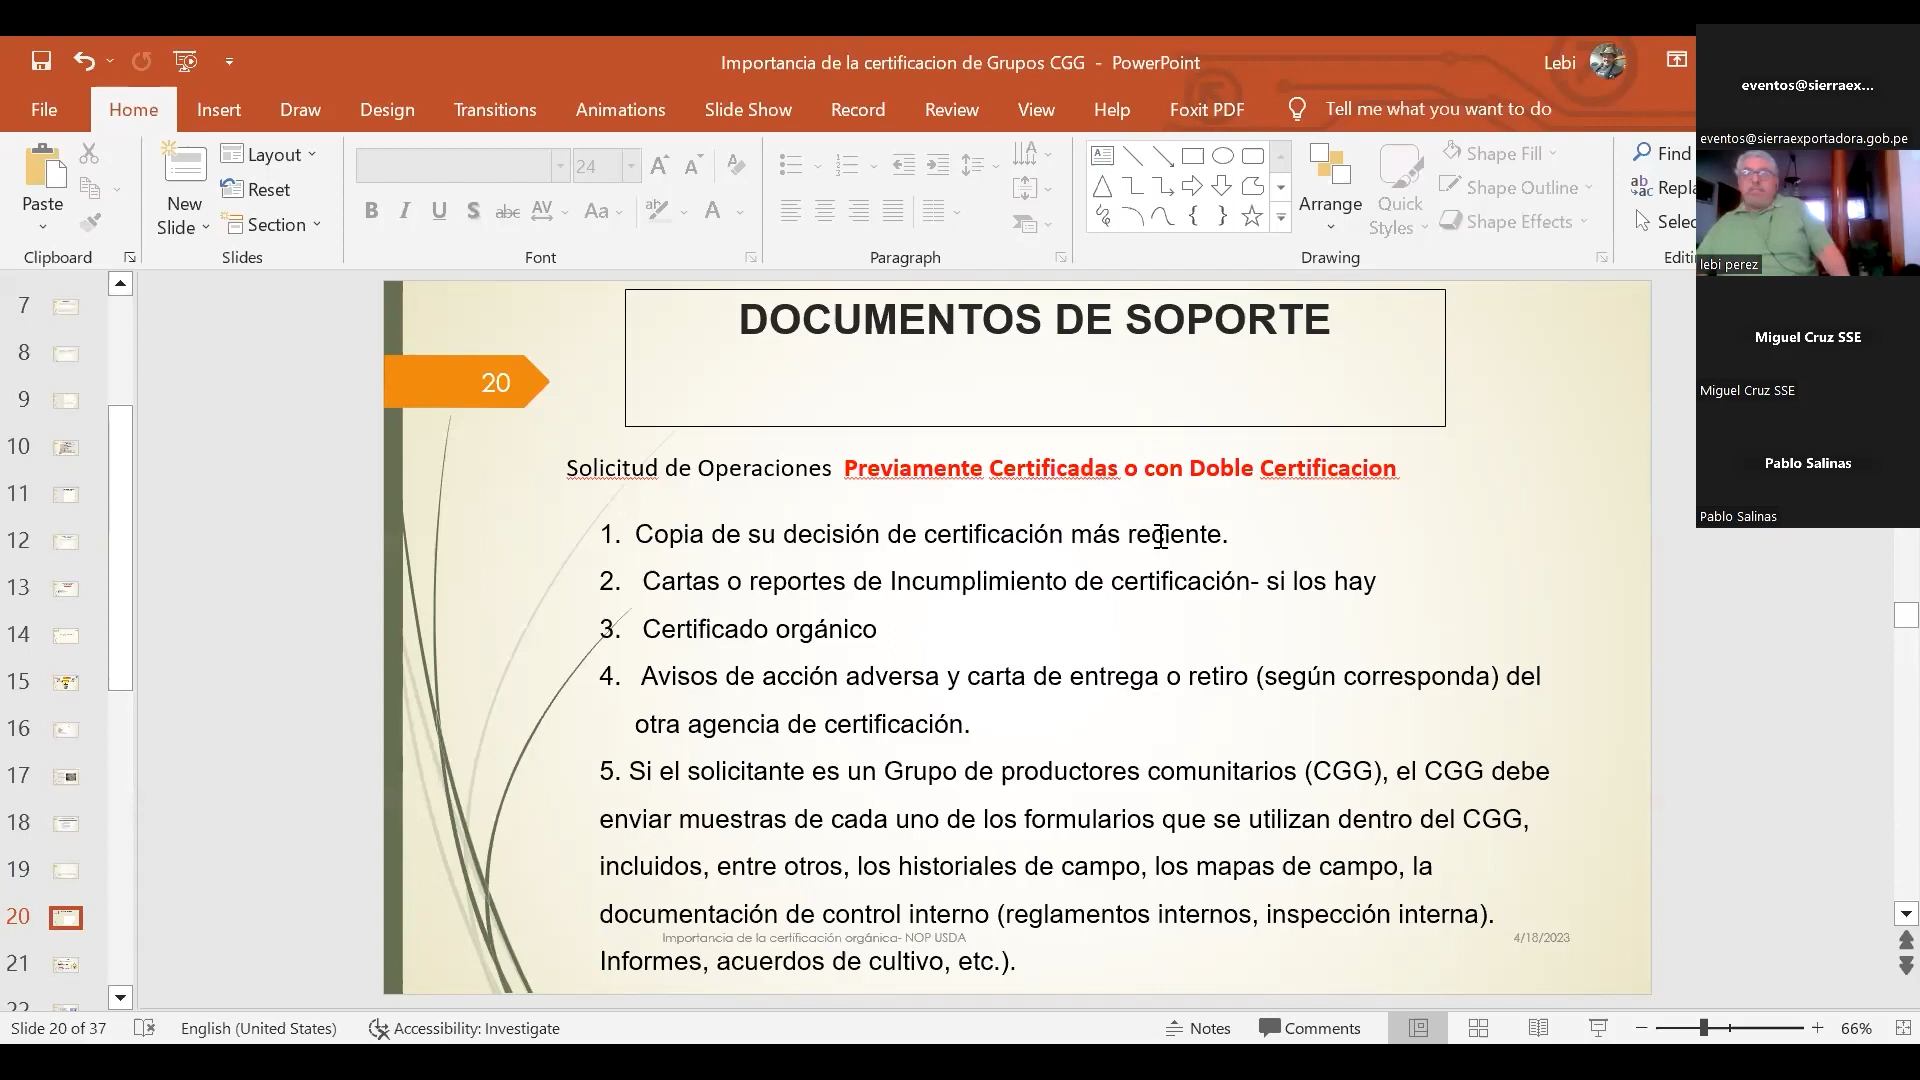 Importancia de la certificacion de Grupos CGG - PowerPoint
Lebi
File Home Insert Draw Design Transitions Animations Slide Show Record Review View Help Foxit PDF Tell me what you want to do
Paste
Clipboard
New
Slide
Layout
Reset
Section
Slides
24
B I U S abc AV Aa A
Font
Paragraph
Arrange
Quick
Styles
Shape Fill
Shape Outline
Shape Effects
Drawing
Find
Repla
Selec
Editi
eventos@sierraex...
eventos@sierraexportadora.gob.pe
lebi perez
Miguel Cruz SSE
Miguel Cruz SSE
Pablo Salinas
Pablo Salinas
7
8
9
10
11
12
13
14
15
16
17
18
19
20
21
22
DOCUMENTOS DE SOPORTE
20
Solicitud de Operaciones Previamente Certificadas o con Doble Certificacion
1. Copia de su decisión de certificación más reciente.
2. Cartas o reportes de Incumplimiento de certificación- si los hay
3. Certificado orgánico
4. Avisos de acción adversa y carta de entrega o retiro (según corresponda) del
otra agencia de certificación.
5. Si el solicitante es un Grupo de productores comunitarios (CGG), el CGG debe
enviar muestras de cada uno de los formularios que se utilizan dentro del CGG,
incluidos, entre otros, los historiales de campo, los mapas de campo, la
documentación de control interno (reglamentos internos, inspección interna).
Importancia de la certificación orgánica- NOP USDA
4/18/2023
Informes, acuerdos de cultivo, etc.).
Slide 20 of 37
English (United States)
Accessibility: Investigate
Notes
Comments
66%